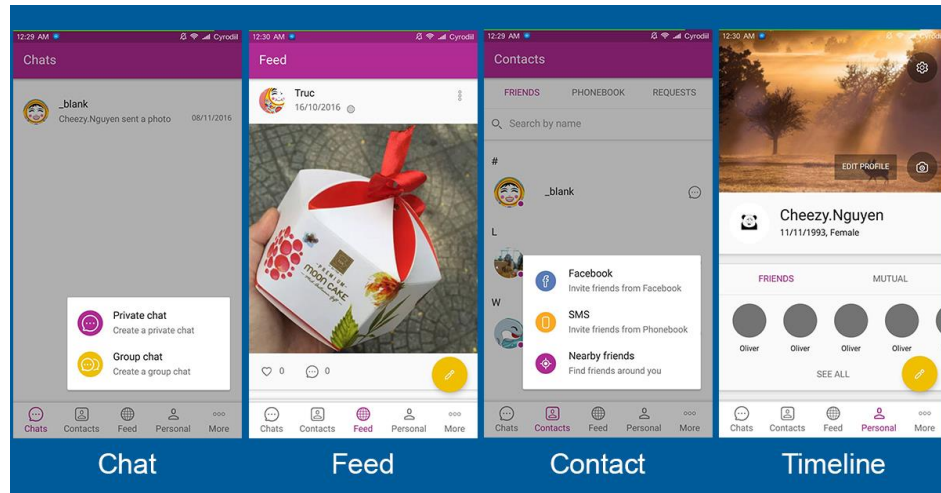 12:29 AM
Cyrodiil
Chats
_blank
Cheezy.Nguyen sent a photo
08/11/2016
Private chat
Create a private chat
Group chat
Create a group chat
Chats
Contacts
Feed
Personal
More
Chat
12:30 AM
Cyrodiil
Feed
Truc
16/10/2016
PREMIUM
MOON CAKE
0
0
Chats
Contacts
Feed
Personal
More
Feed
12:29 AM
Cyrodiil
Contacts
FRIENDS
PHONEBOOK
REQUESTS
Search by name
#
_blank
L
W
Facebook
Invite friends from Facebook
SMS
Invite friends from Phonebook
Nearby friends
Find friends around you
Chats
Contacts
Feed
Personal
More
Contact
12:30 AM
EDIT PROFILE
Cheezy.Nguyen
11/11/1993, Female
FRIENDS
MUTUAL
Oliver
Oliver
Oliver
Oliver
SEE ALL
Chats
Contacts
Feed
Personal
More
Timeline